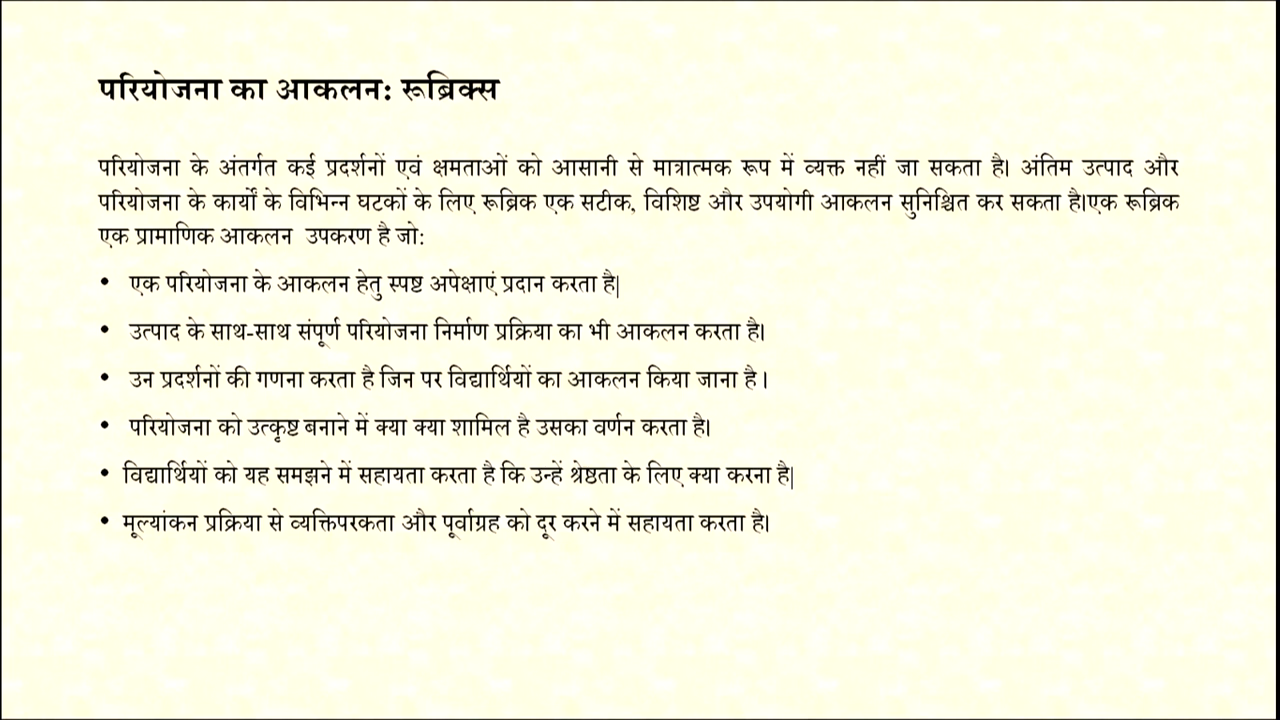 परियोजना का आकलन: रूब्रिक्स
परियोजना के अंतर्गत कई प्रदर्शनों एवं क्षमताओं को आसानी से मात्रात्मक रूप में व्यक्त नहीं जा सकता है। अंतिम उत्पाद और
परियोजना के कार्यों के विभिन्न घटकों के लिए रूब्रिक एक सटीक, विशिष्ट और उपयोगी आकलन सुनिश्चित कर सकता है।एक रूब्रिक
एक प्रामाणिक आकलन उपकरण है जो:
• एक परियोजना के आकलन हेतु स्पष्ट अपेक्षाएं प्रदान करता है|
• उत्पाद के साथ-साथ संपूर्ण परियोजना निर्माण प्रक्रिया का भी आकलन करता है।
• उन प्रदर्शनों की गणना करता है जिन पर विद्यार्थियों का आकलन किया जाना है ।
• परियोजना को उत्कृष्ट बनाने में क्या क्या शामिल है उसका वर्णन करता है।
• विद्यार्थियों को यह समझने में सहायता करता है कि उन्हें श्रेष्ठता के लिए क्या करना है|
• मूल्यांकन प्रक्रिया से व्यक्तिपरकता और पूर्वाग्रह को दूर करने में सहायता करता है।